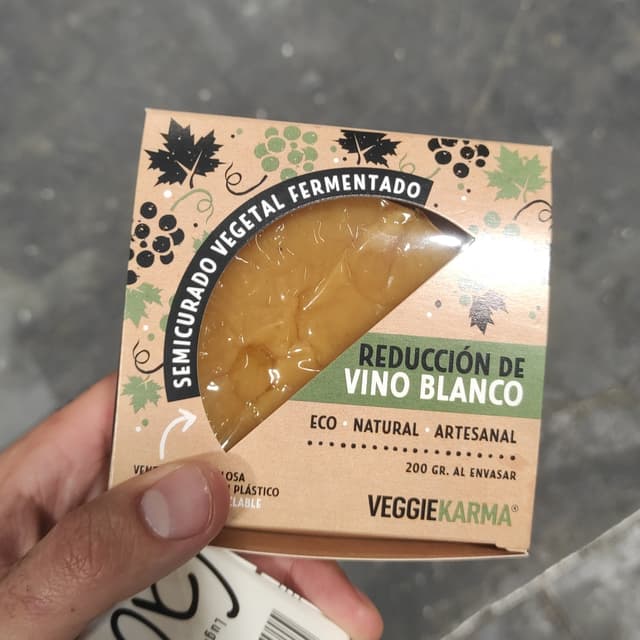 SEMICURADO VEGETAL FERMENTADO
REDUCCIÓN DE
VINO BLANCO
ECO · NATURAL · ARTESANAL
200 GR. AL ENVASAR
PLÁSTICO
VEGGIEKARMA®